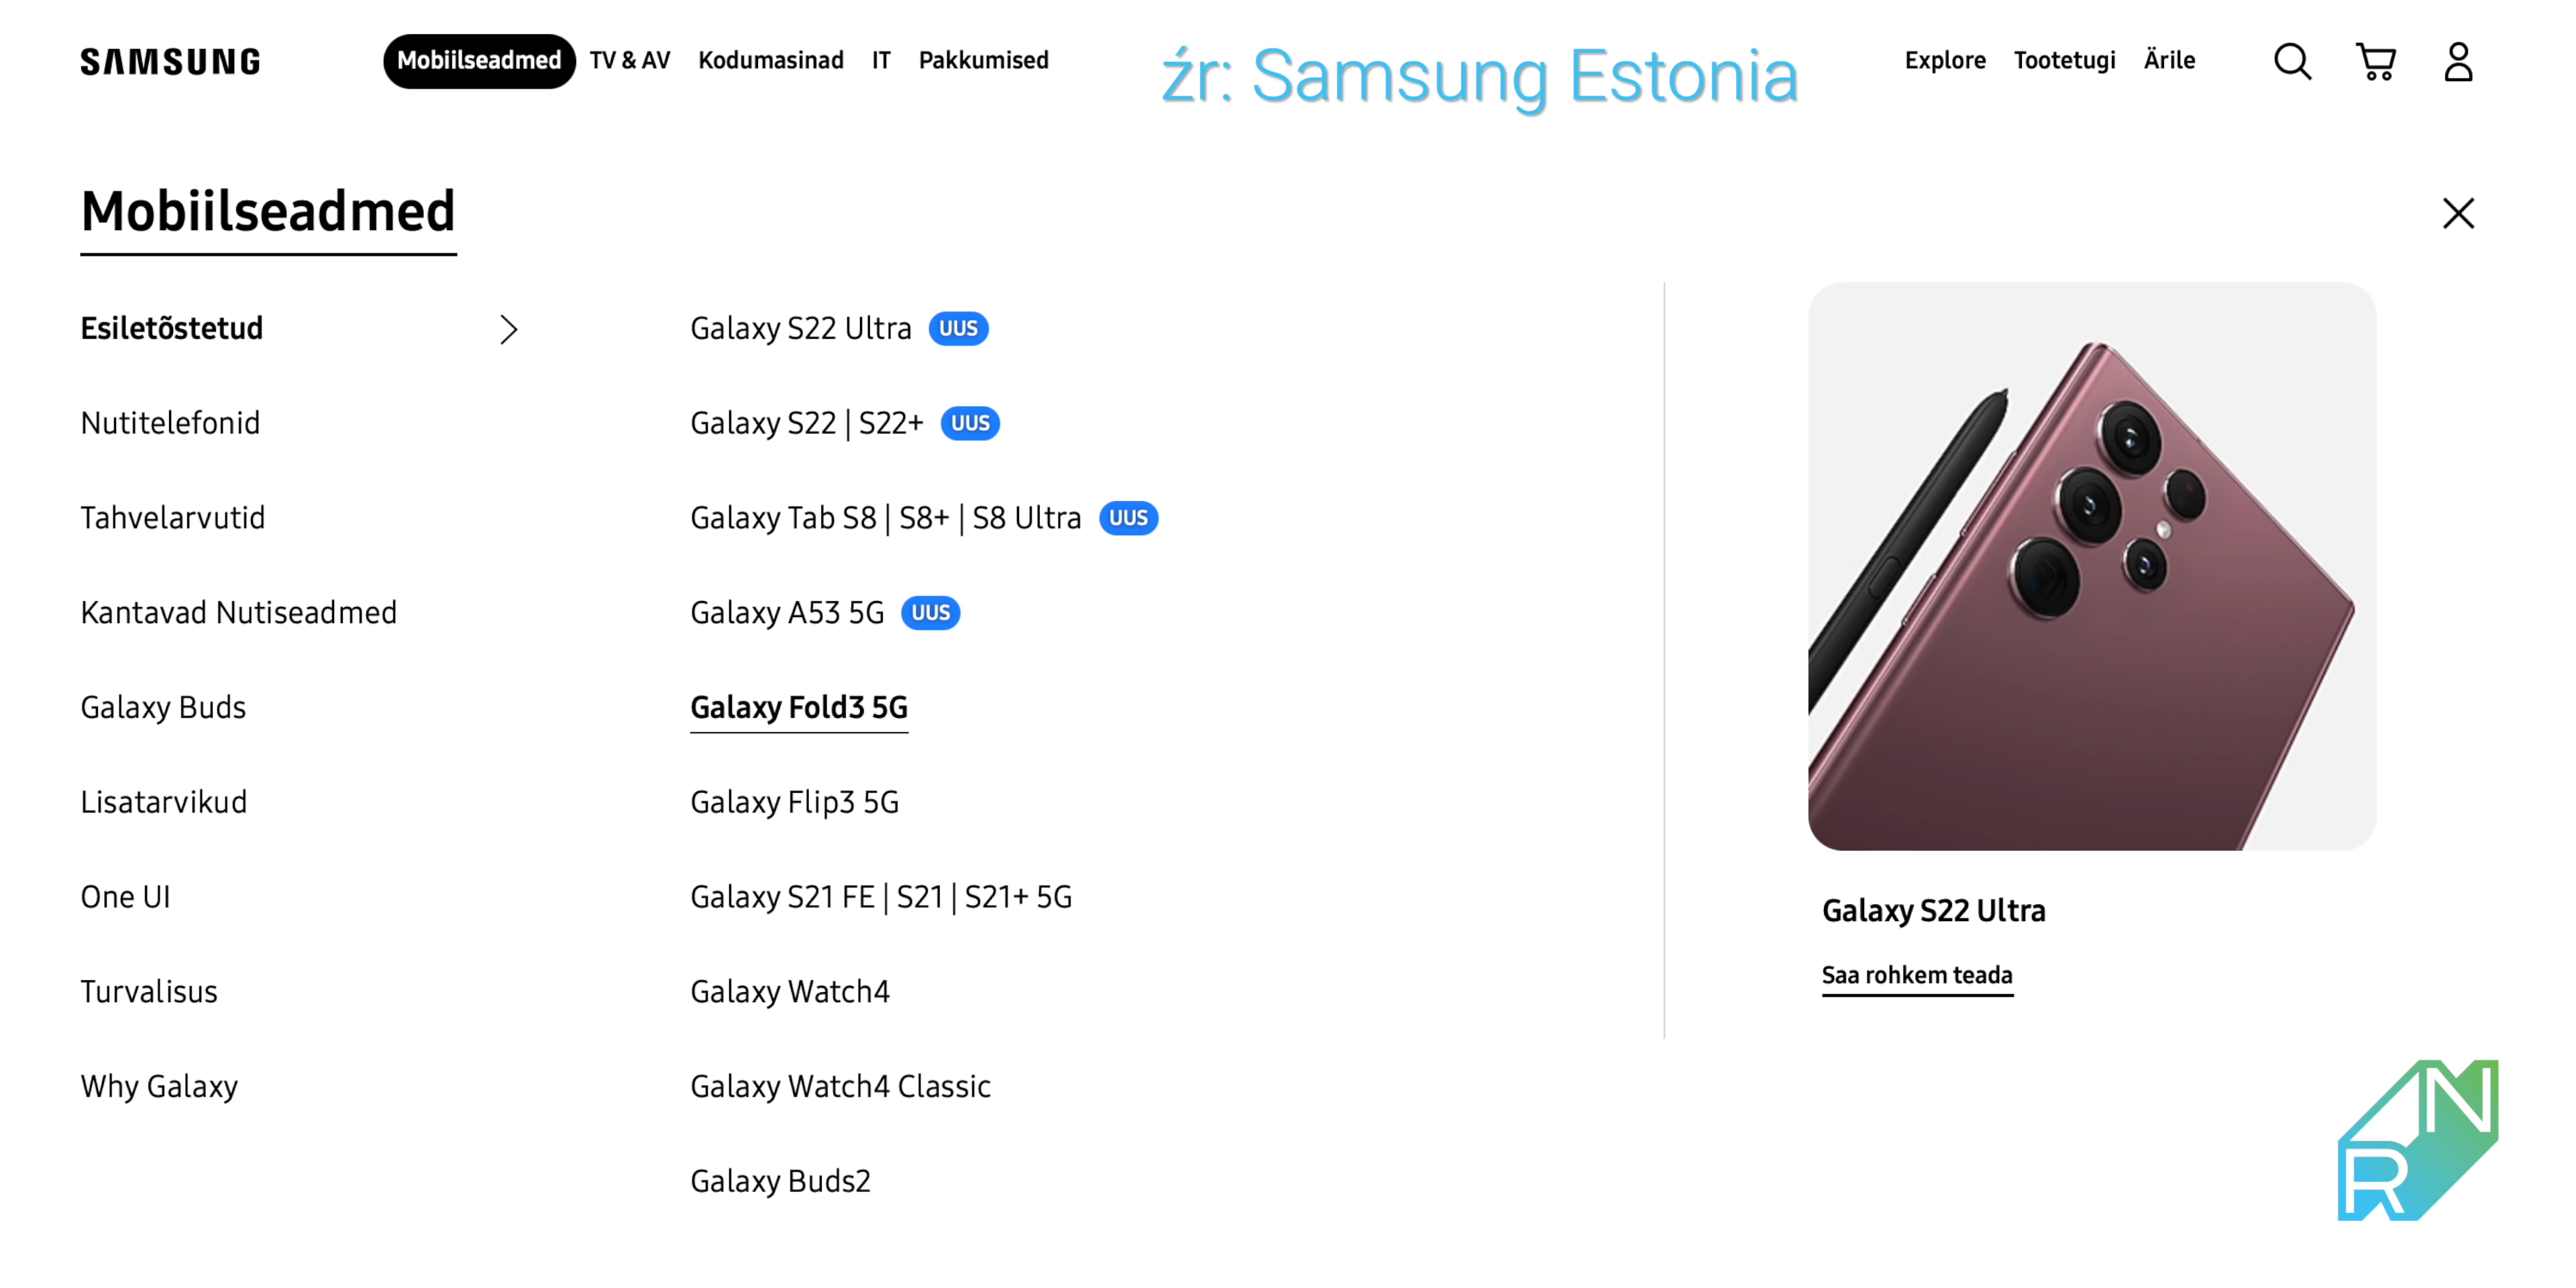 SAMSUNG
Mobiilseadmed TV & AV Kodumasinad IT Pakkumised
źr: Samsung Estonia
Explore Tootetugi Ärile
Mobiilseadmed
Esiletõstetud
Nutitelefonid
Tahvelarvutid
Kantavad Nutiseadmed
Galaxy Buds
Lisatarvikud
One UI
Turvalisus
Why Galaxy
Galaxy S22 Ultra UUS
Galaxy S22 | S22+ UUS
Galaxy Tab S8 | S8+ | S8 Ultra UUS
Galaxy A53 5G UUS
Galaxy Fold3 5G
Galaxy Flip3 5G
Galaxy S21 FE | S21 | S21+ 5G
Galaxy Watch4
Galaxy Watch4 Classic
Galaxy Buds2
Galaxy S22 Ultra
Saa rohkem teada
RN